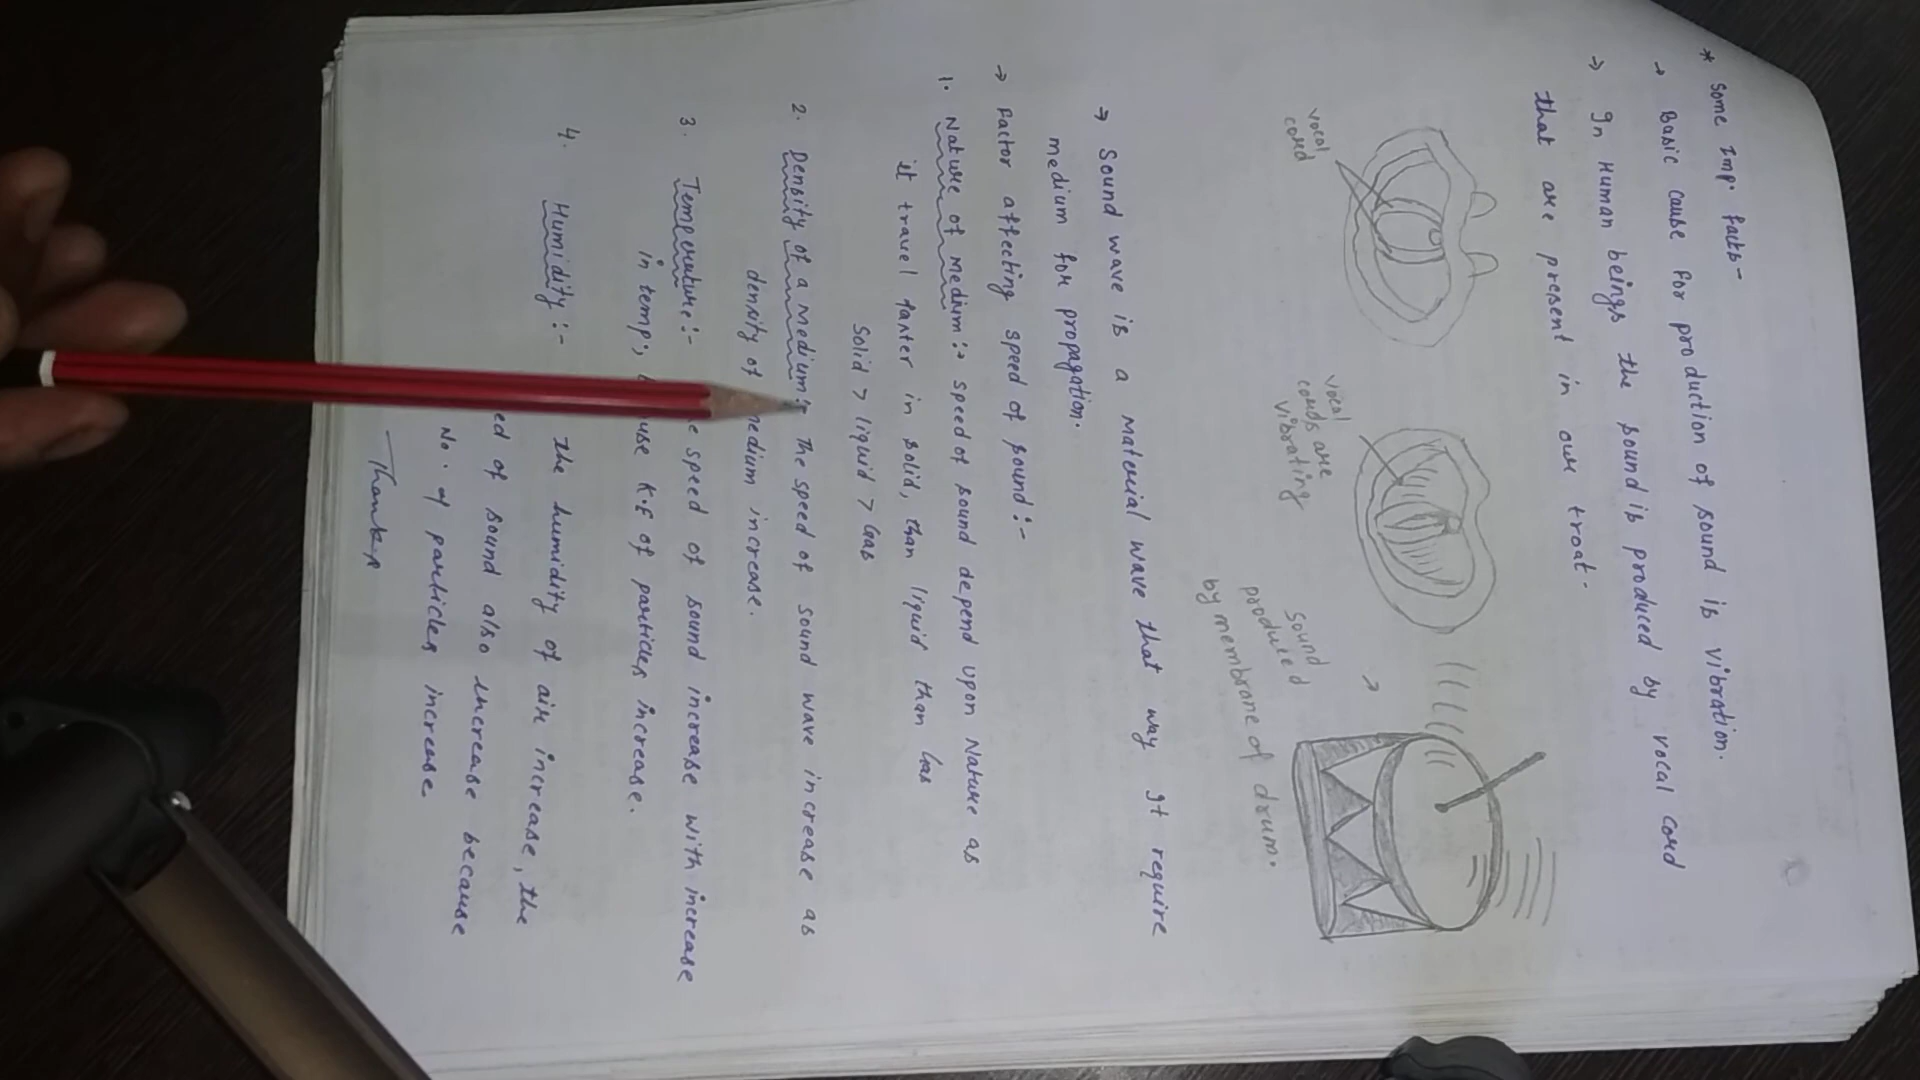 * Some Imp. facts-
→ Basic cause for production of sound is vibration.
→ In Human beings the sound is produced by vocal cord
that are present in our troat-
vocal
cord
vocal
cords are
vibrating
sound
produced
by membrane of drum.
→ Sound wave is a material wave that way It require
medium for propagation.
→ Factor affecting speed of sound :-
1. Nature of medium :- speed of sound depend upon Nature as
it travel faster in solid, than liquid than Gas
Solid > liquid > Gas
2. Density of a Medium :- The speed of sound wave increase as
density of medium increase.
3. Temperature :- speed of sound increase with increase
in temp., K.E of particles increase.
4. Humidity :- the humidity of air increase, the
of sound also increase because
No. of particles increase.
Thanks